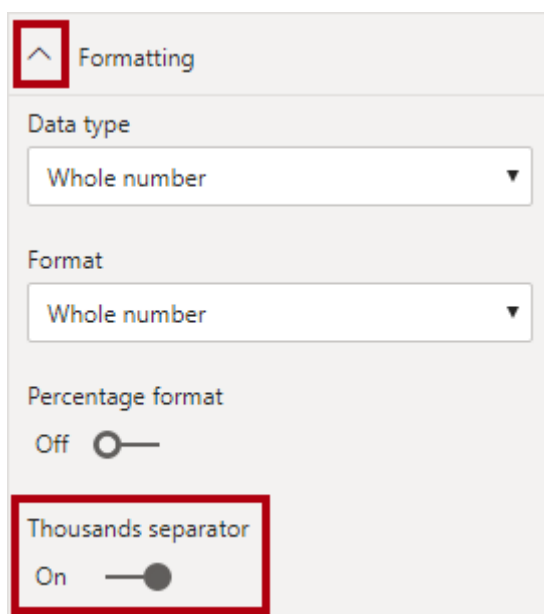 Formatting
Data type
Whole number
Format
Whole number
Percentage format
Off
Thousands separator
On